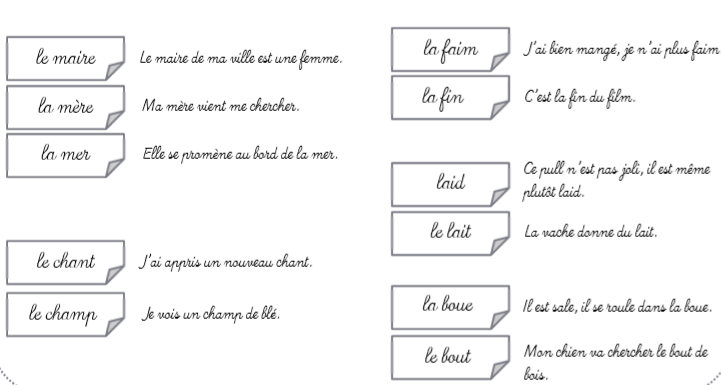 le maire Le maire de ma ville est une femme.
la mère Ma mère vient me chercher.
la mer Elle se promène au bord de la mer.
le chant J'ai appris un nouveau chant.
le champ Je vois un champ de blé.
la faim J'ai bien mangé, je n'ai plus faim
la fin C'est la fin du film.
laid Ce pull n'est pas joli, il est même
plutôt laid.
le lait La vache donne du lait.
la boue Il est sale, il se roule dans la boue.
le bout Mon chien va chercher le bout de
bois.